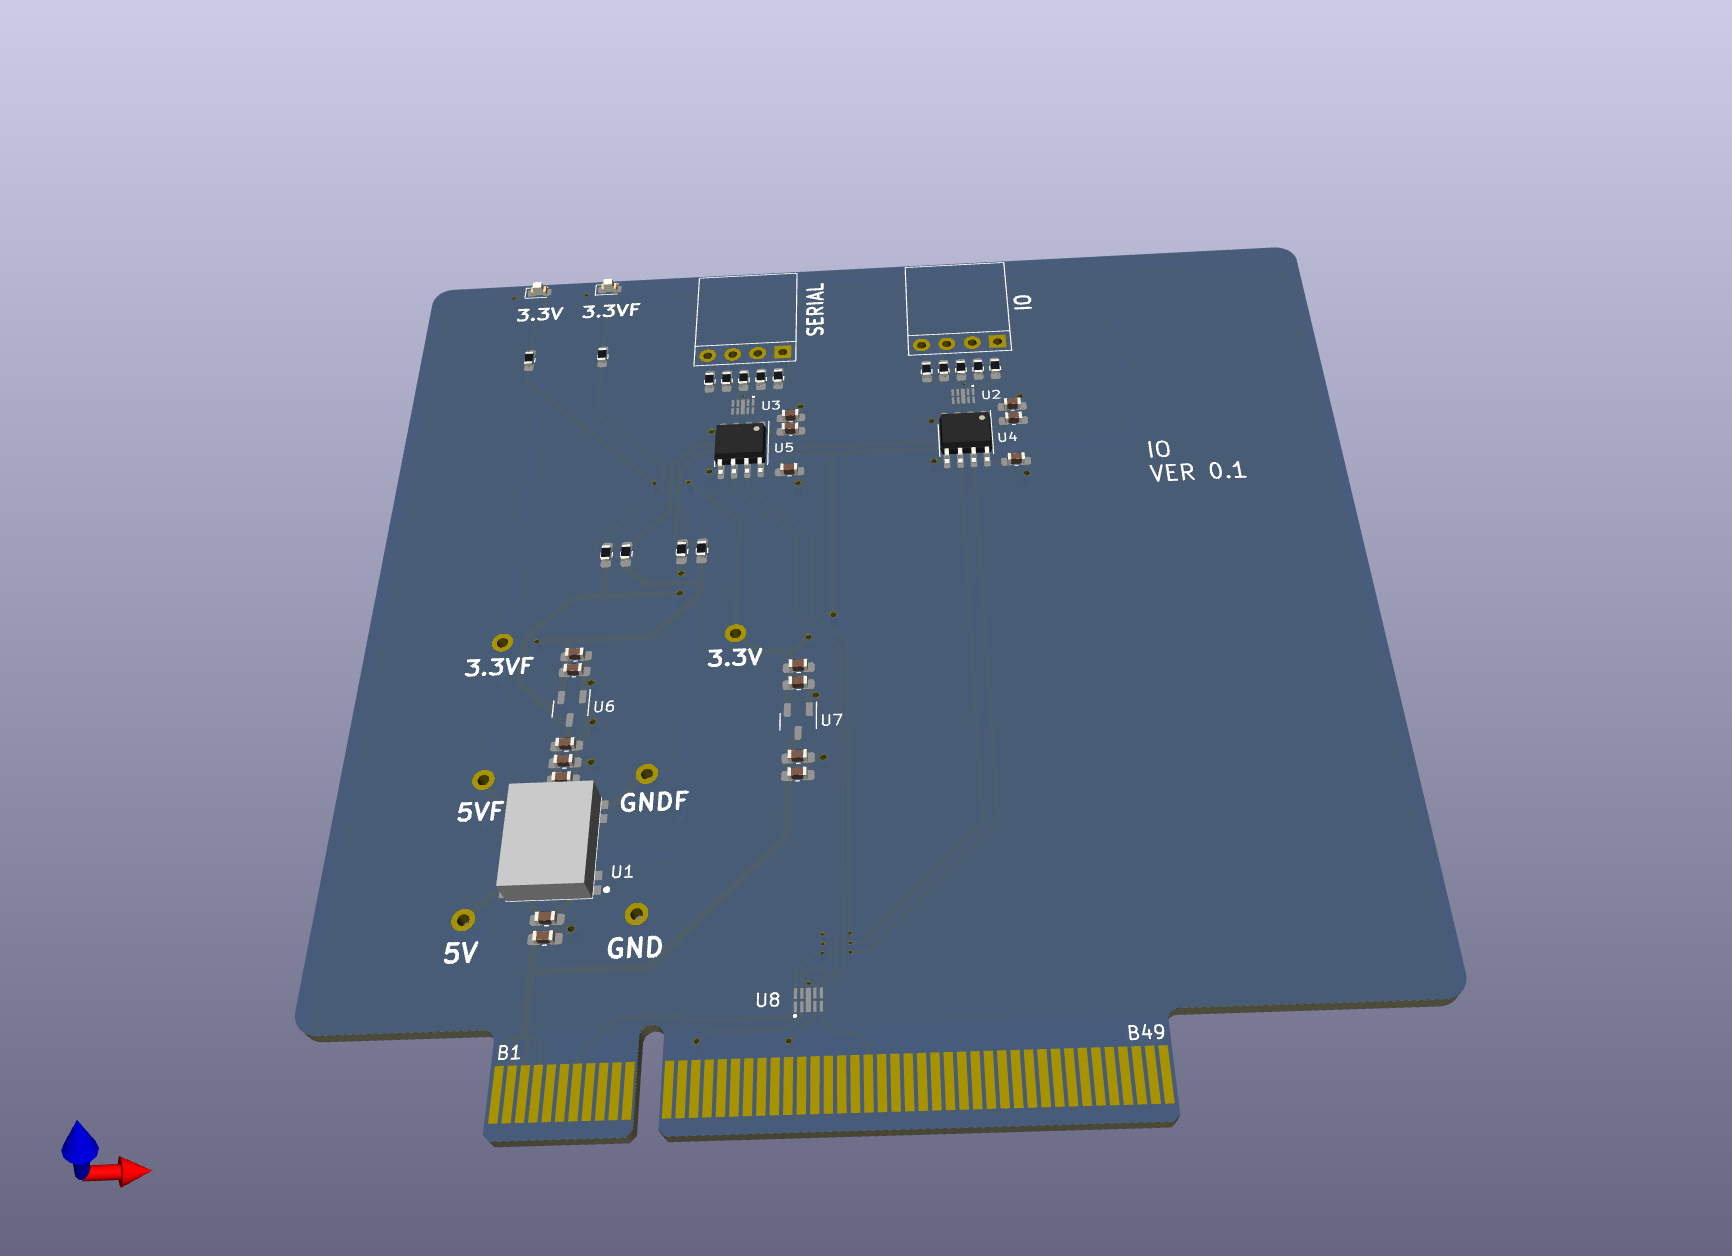 3.3V
3.3VF
SERIAL
IO
U3
U2
U5
U4
IO
VER 0.1
3.3VF
3.3V
U6
U7
5VF
GNDF
U1
5V
GND
U8
B1
B49